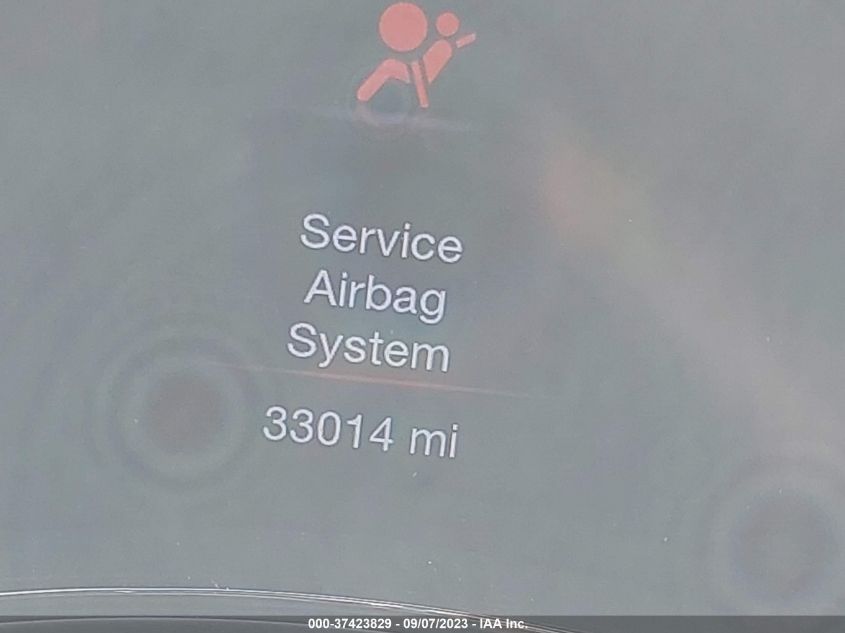 Service
Airbag
System
33014 mi
000-37423829 - 09/07/2023 - IAA Inc.